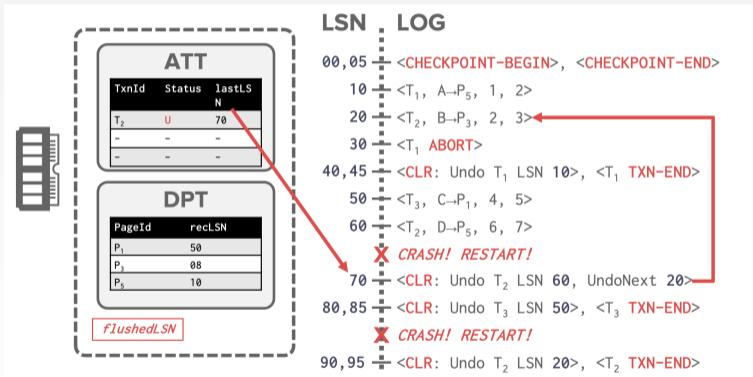 ATT
TxnId Status lastLS
N
T₂ U 70
- - -
- - -
DPT
PageId recLSN
P₁ 50
P₃ 08
P₅ 10
flushedLSN
LSN LOG
00,05 <CHECKPOINT-BEGIN>, <CHECKPOINT-END>
10 <T₁, A→P₅, 1, 2>
20 <T₂, B→P₃, 2, 3>
30 <T₁ ABORT>
40,45 <CLR: Undo T₁ LSN 10>, <T₁ TXN-END>
50 <T₃, C→P₁, 4, 5>
60 <T₂, D→P₅, 6, 7>
X CRASH! RESTART!
70 <CLR: Undo T₂ LSN 60, UndoNext 20>
80,85 <CLR: Undo T₃ LSN 50>, <T₃ TXN-END>
X CRASH! RESTART!
90,95 <CLR: Undo T₂ LSN 20>, <T₂ TXN-END>